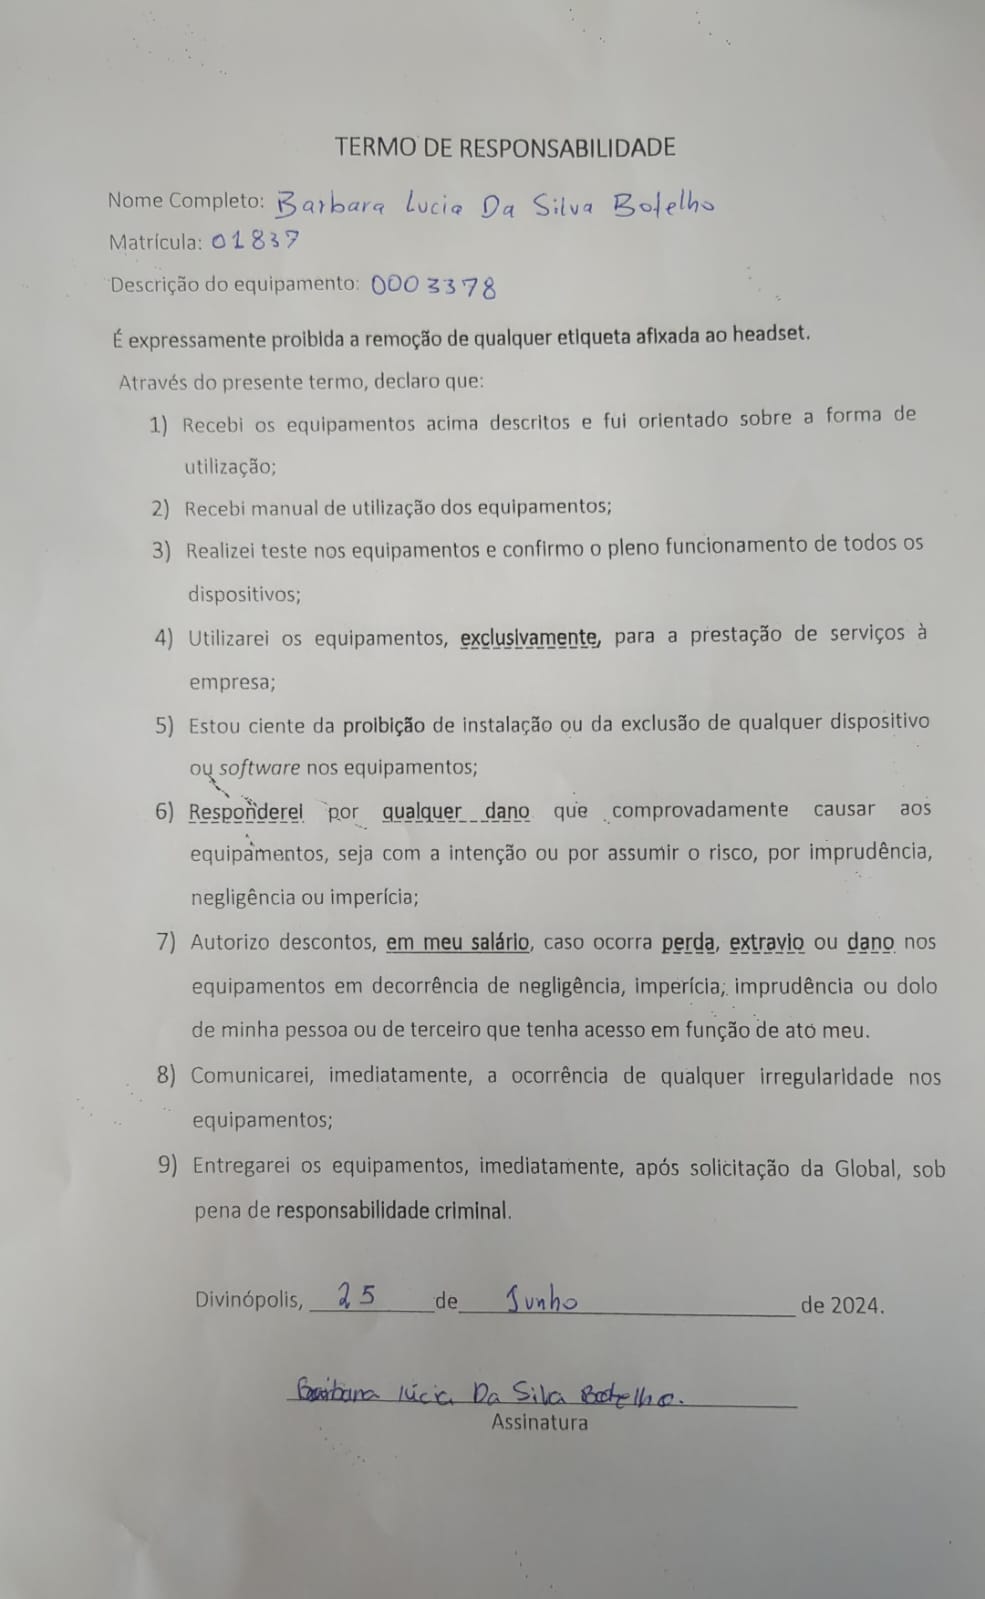 TERMO DE RESPONSABILIDADE
Nome Completo: Barbara Lucia Da Silva Botelho
Matrícula: 01837
Descrição do equipamento: 0003378
É expressamente proibida a remoção de qualquer etiqueta afixada ao headset.
Através do presente termo, declaro que:
1) Recebi os equipamentos acima descritos e fui orientado sobre a forma de
utilização;
2) Recebi manual de utilização dos equipamentos;
3) Realizei teste nos equipamentos e confirmo o pleno funcionamento de todos os
dispositivos;
4) Utilizarei os equipamentos, exclusivamente, para a prestação de serviços à
empresa;
5) Estou ciente da proibição de instalação ou da exclusão de qualquer dispositivo
ou software nos equipamentos;
6) Responderei por qualquer dano que comprovadamente causar aos
equipamentos, seja com a intenção ou por assumir o risco, por imprudência,
negligência ou imperícia;
7) Autorizo descontos, em meu salário, caso ocorra perda, extravio ou dano nos
equipamentos em decorrência de negligência, imperícia, imprudência ou dolo
de minha pessoa ou de terceiro que tenha acesso em função de ato meu.
8) Comunicarei, imediatamente, a ocorrência de qualquer irregularidade nos
equipamentos;
9) Entregarei os equipamentos, imediatamente, após solicitação da Global, sob
pena de responsabilidade criminal.
Divinópolis, 25 de Junho de 2024.
Barbara Lúcia Da Silva Botelho.
Assinatura